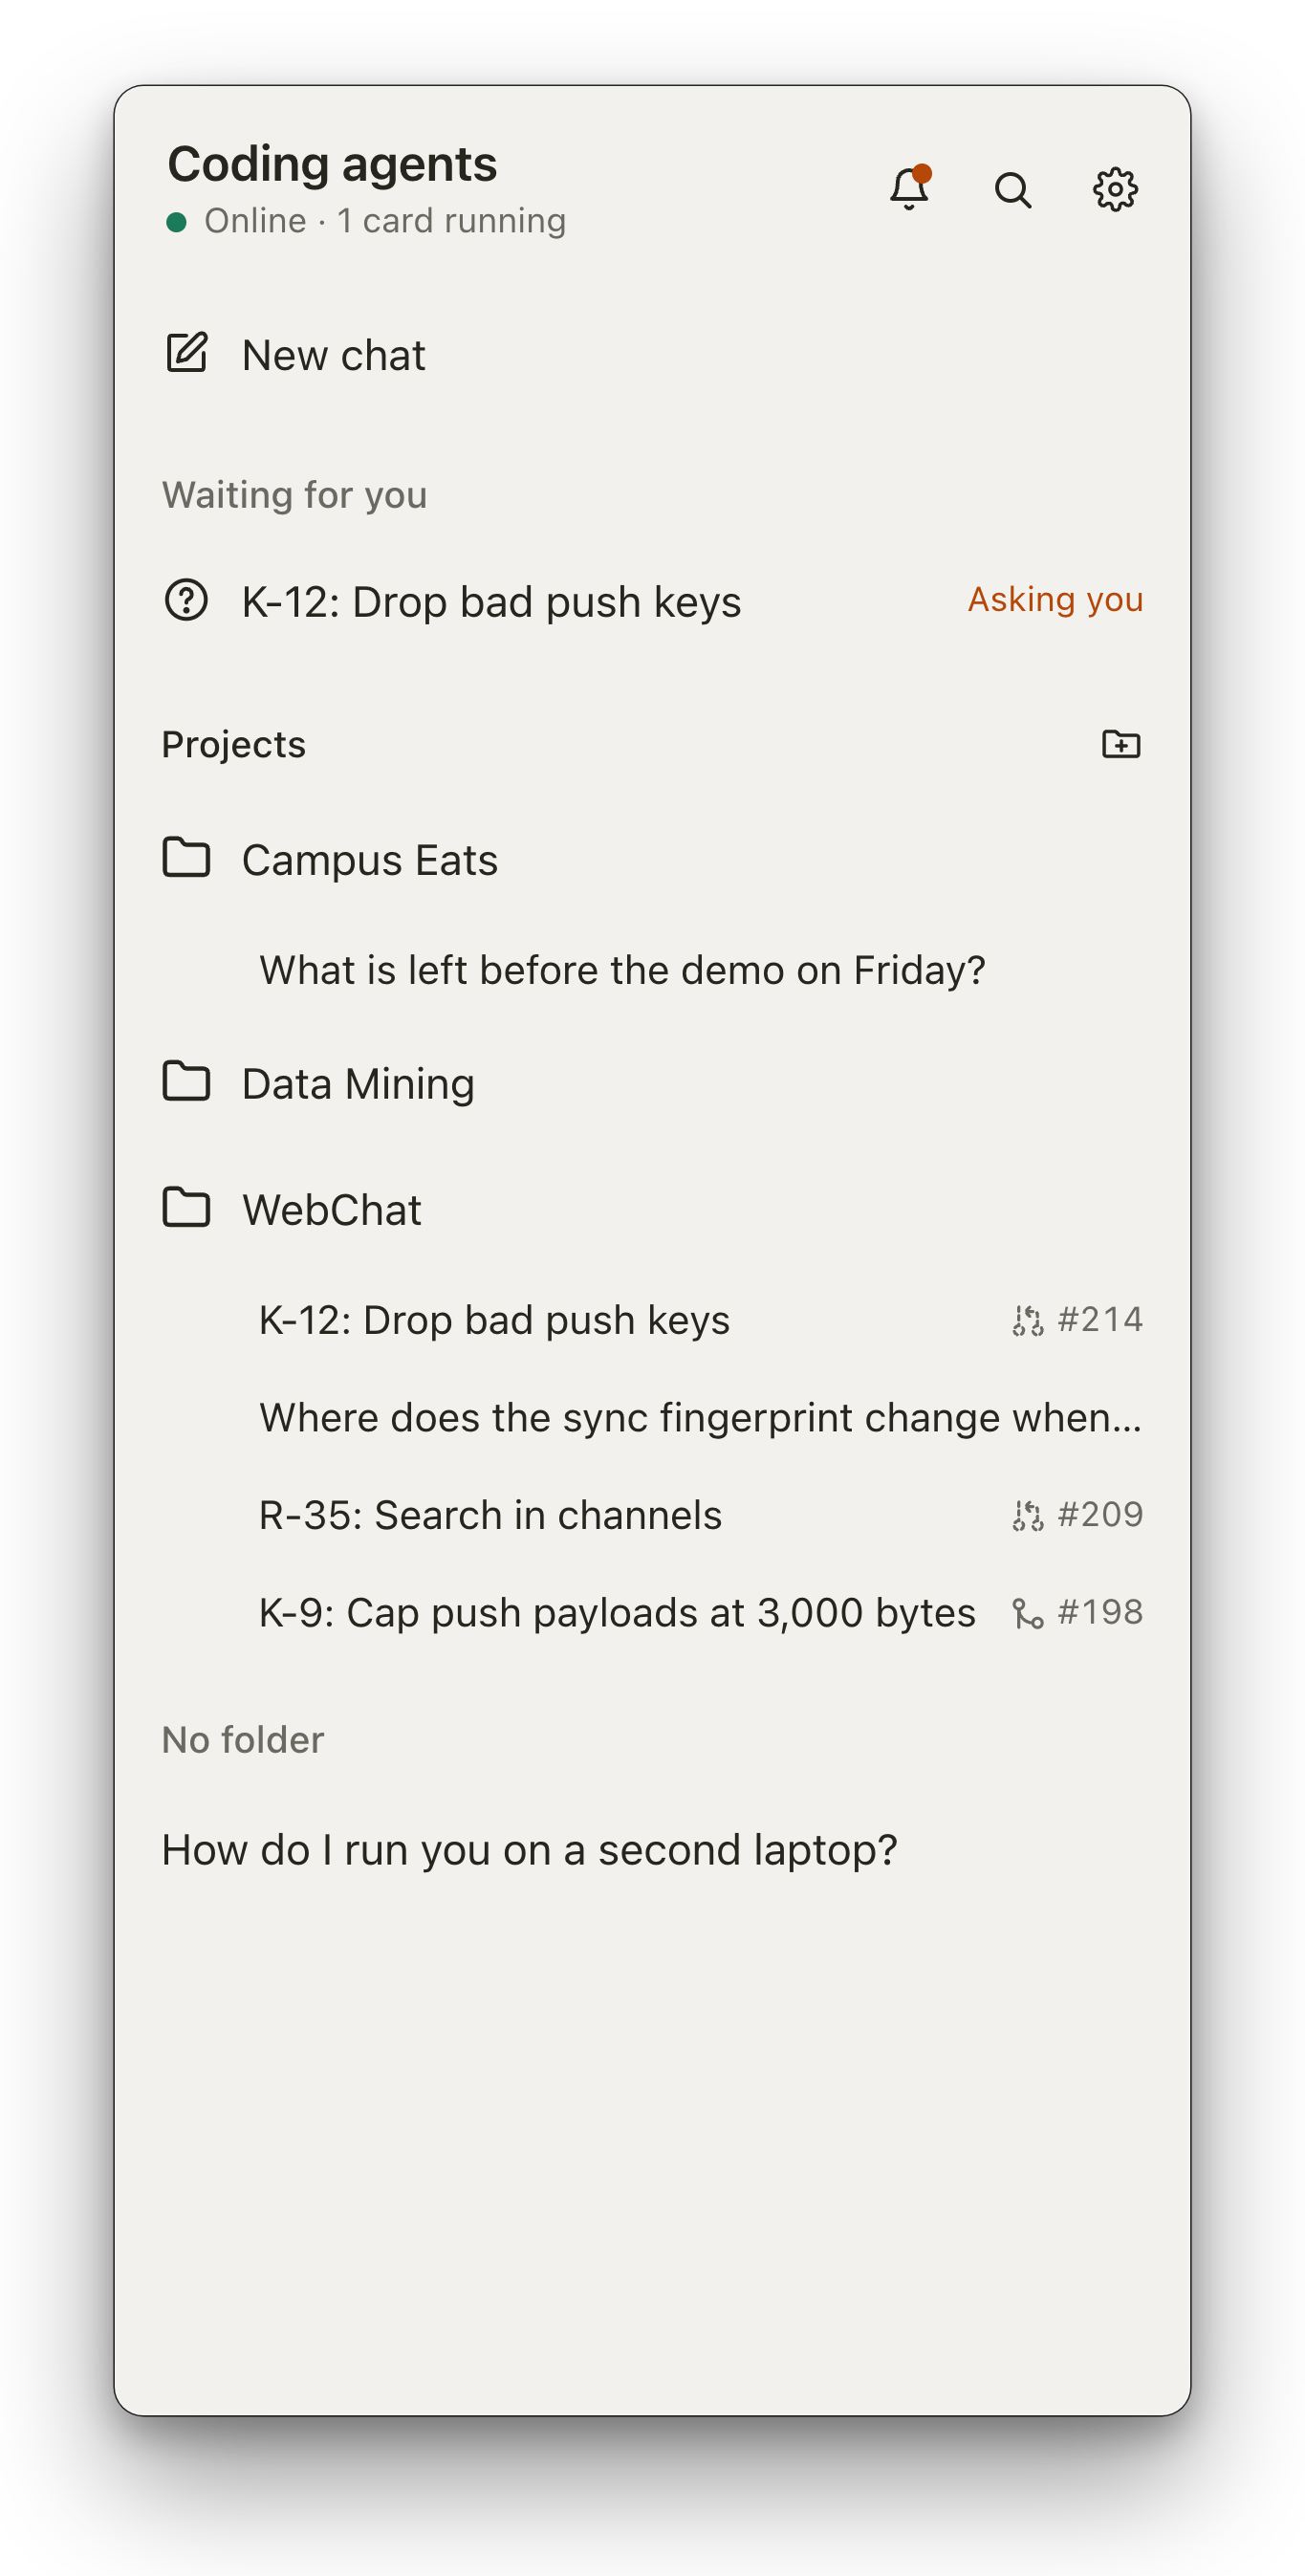 Coding agents
Online · 1 card running
New chat
Waiting for you
K-12: Drop bad push keys
Asking you
Projects
Campus Eats
What is left before the demo on Friday?
Data Mining
WebChat
K-12: Drop bad push keys
#214
Where does the sync fingerprint change when...
R-35: Search in channels
#209
K-9: Cap push payloads at 3,000 bytes
#198
No folder
How do I run you on a second laptop?